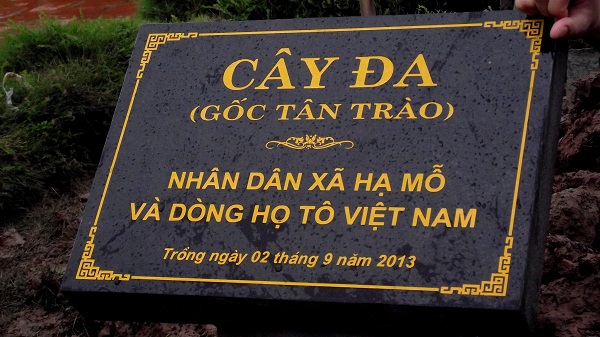 CÂY ĐA
(GỐC TÂN TRÀO)
NHÂN DÂN XÃ HẠ MỖ
VÀ DÒNG HỌ TÔ VIỆT NAM
Trồng ngày 02 tháng 9 năm 2013